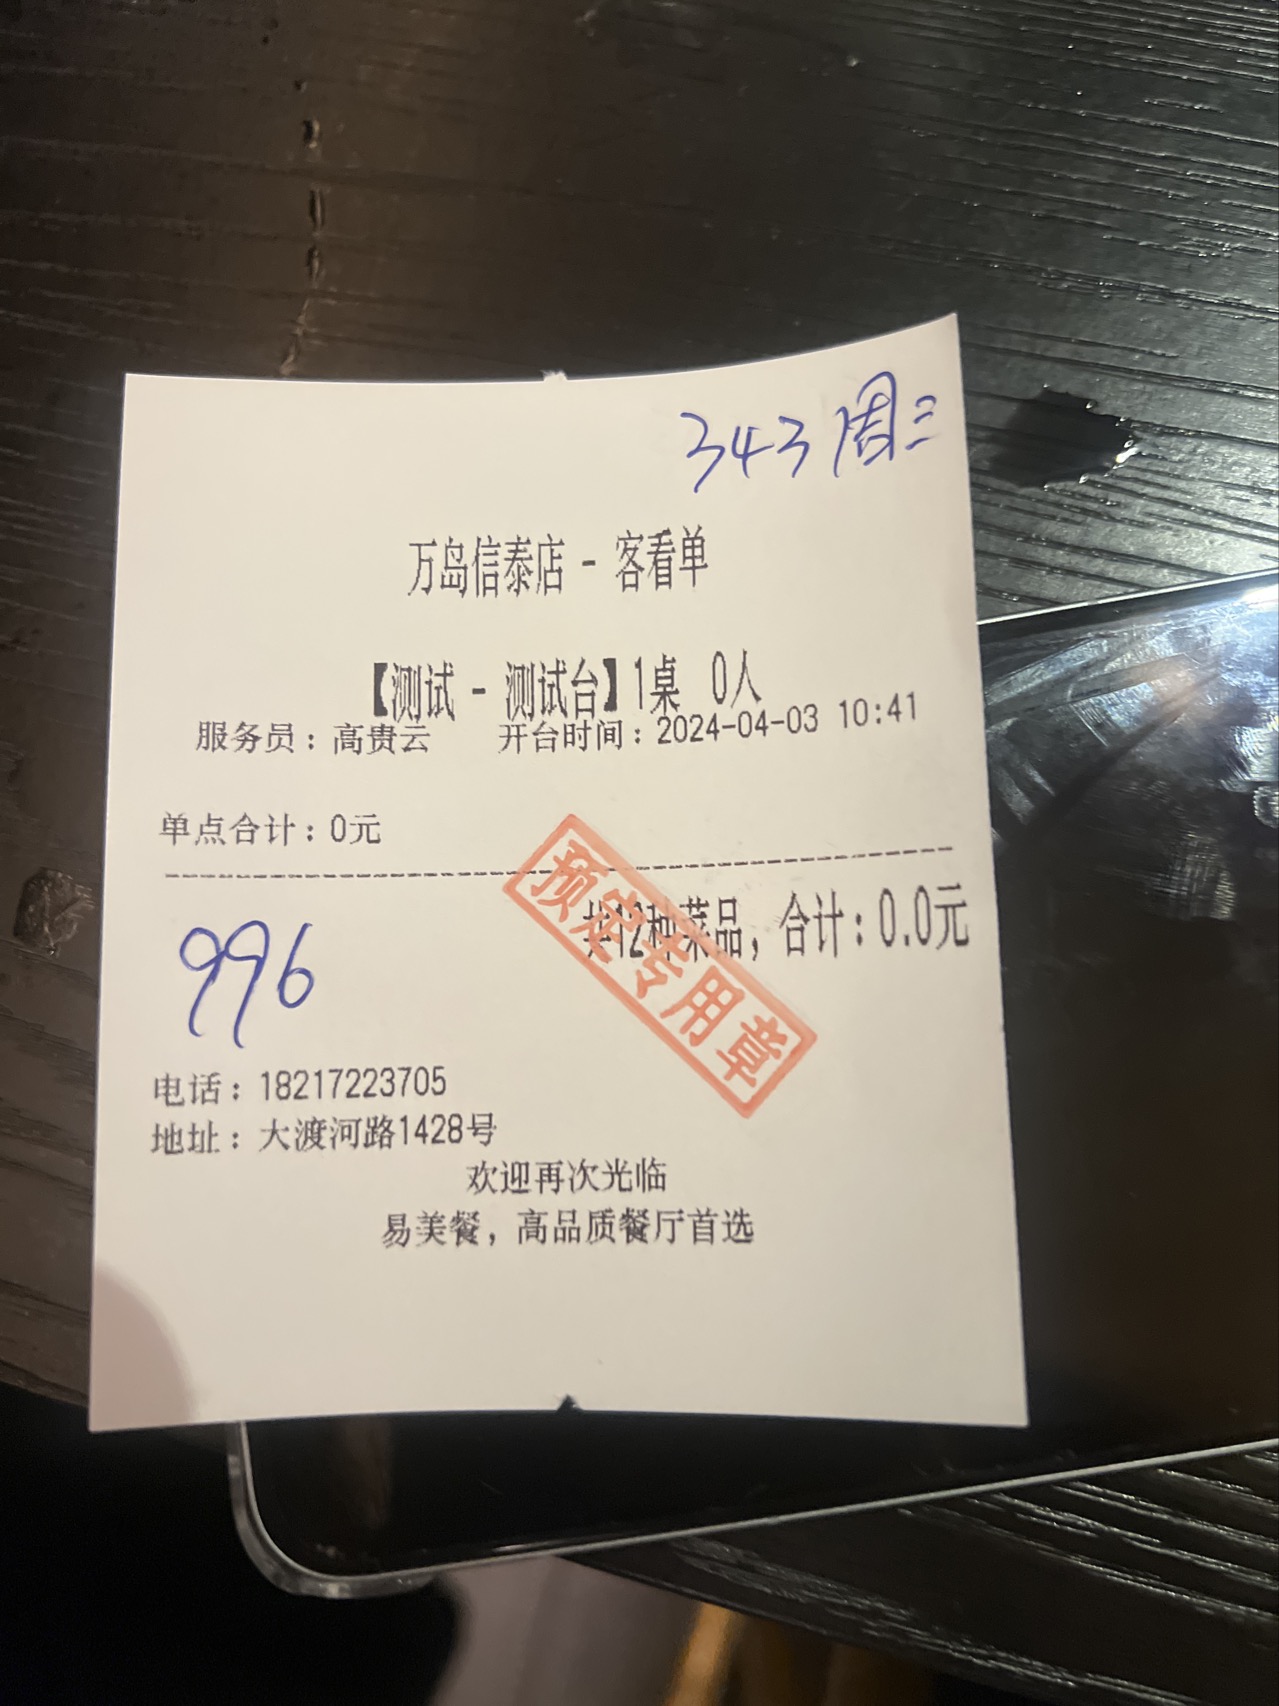 343 周三
万岛信泰店 - 客看单
【测试 - 测试台】1桌 0人
服务员：高贵云 开台时间：2024-04-03 10:41
单点合计：0元
共12种菜品，合计：0.0元
预定专用章
996
电话：18217223705
地址：大渡河路1428号
欢迎再次光临
易美餐，高品质餐厅首选